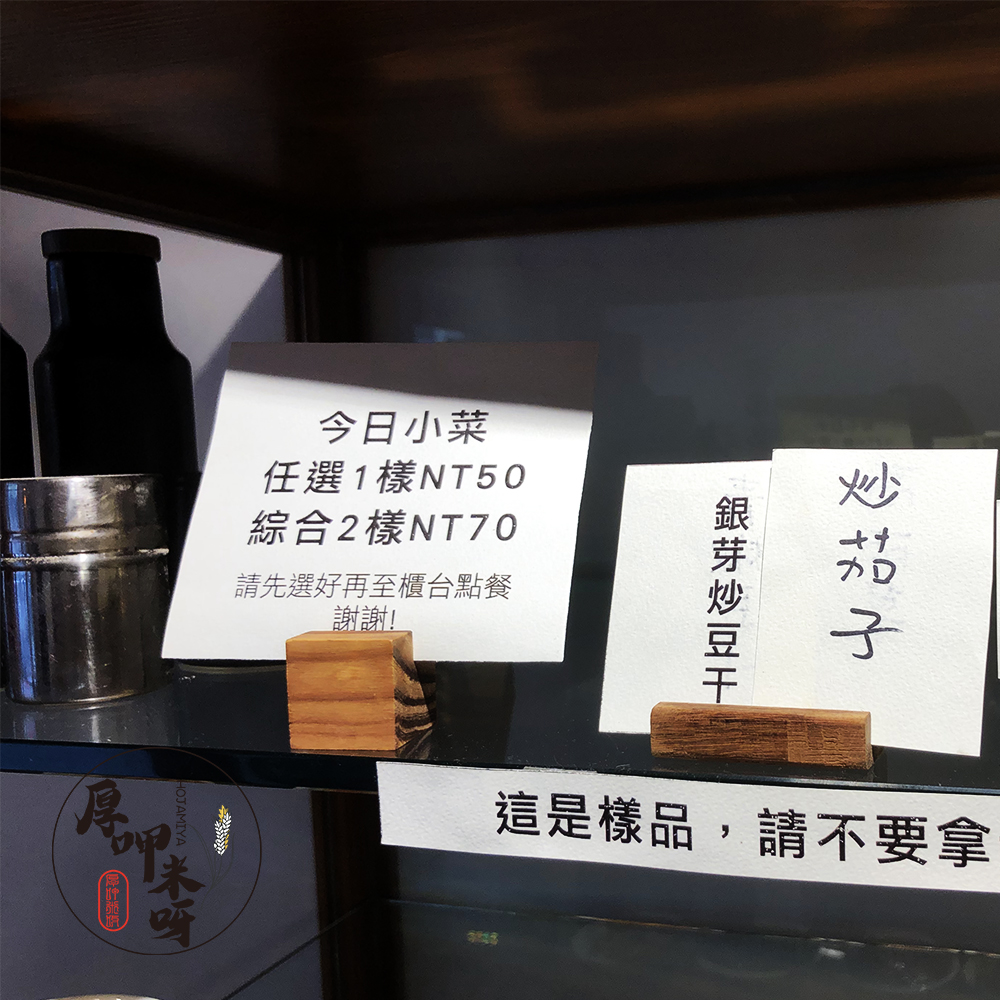 今日小菜
任選1樣NT50
綜合2樣NT70
請先選好再至櫃台點餐
謝謝!
銀芽炒豆干
炒茄子
這是樣品，請不要拿
厚呷米呀
HOJAMIYA